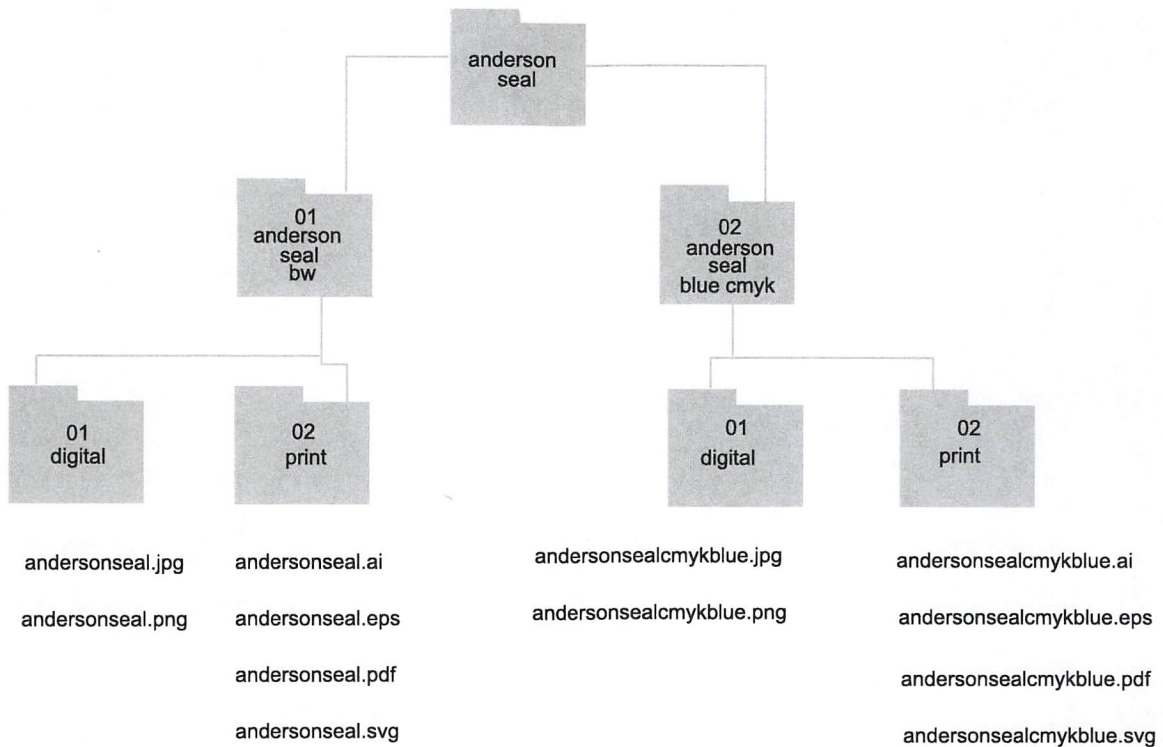 anderson
seal
01
anderson
seal
bw
02
anderson
seal
blue cmyk
01
digital
02
print
01
digital
02
print
andersonseal.jpg
andersonseal.png
andersonseal.ai
andersonseal.eps
andersonseal.pdf
andersonseal.svg
andersonsealcmykblue.jpg
andersonsealcmykblue.png
andersonsealcmykblue.ai
andersonsealcmykblue.eps
andersonsealcmykblue.pdf
andersonsealcmykblue.svg